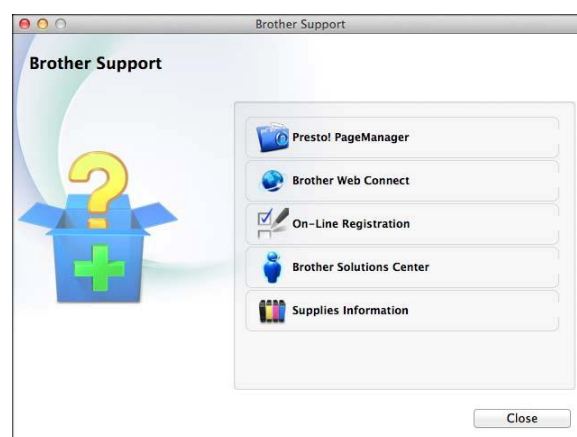 Brother Support
Brother Support
Presto! PageManager
Brother Web Connect
On-Line Registration
Brother Solutions Center
Supplies Information
Close